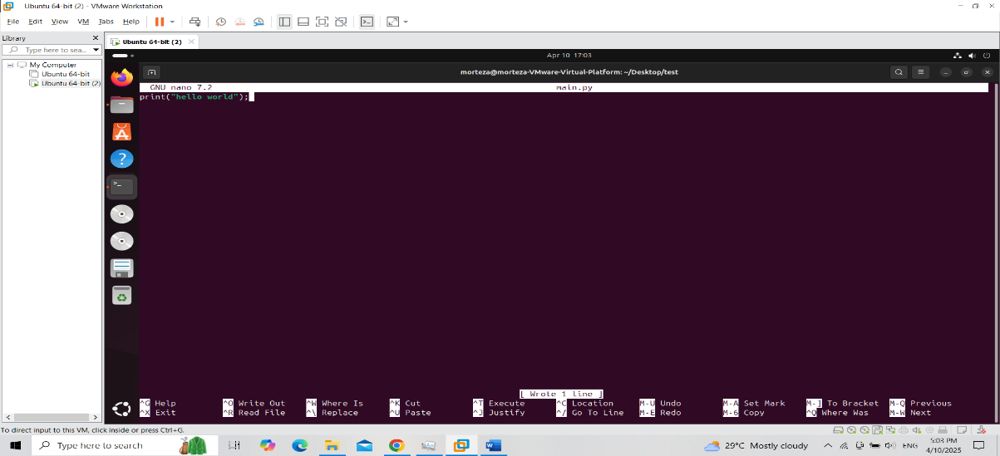 Ubuntu 64-bit (2) - VMware Workstation
File Edit View VM Tabs Help
Library
Type here to sea...
My Computer
Ubuntu 64-bit
Ubuntu 64-bit (2)
Ubuntu 64-bit (2)
Apr 10 17:03
morteza@morteza-VMware-Virtual-Platform: ~/Desktop/test
GNU nano 7.2 main.py
print("hello world");
[ Wrote 1 line ]
^G Help ^O Write Out ^W Where Is ^K Cut ^T Execute ^C Location M-U Undo M-A Set Mark M-] To Bracket M-Q Previous
^X Exit ^R Read File ^\ Replace ^U Paste ^J Justify ^/ Go To Line M-E Redo M-6 Copy ^Q Where Was M-W Next
To direct input to this VM, click inside or press Ctrl+G.
Type here to search
29°C Mostly cloudy
ENG
5:03 PM
4/10/2025